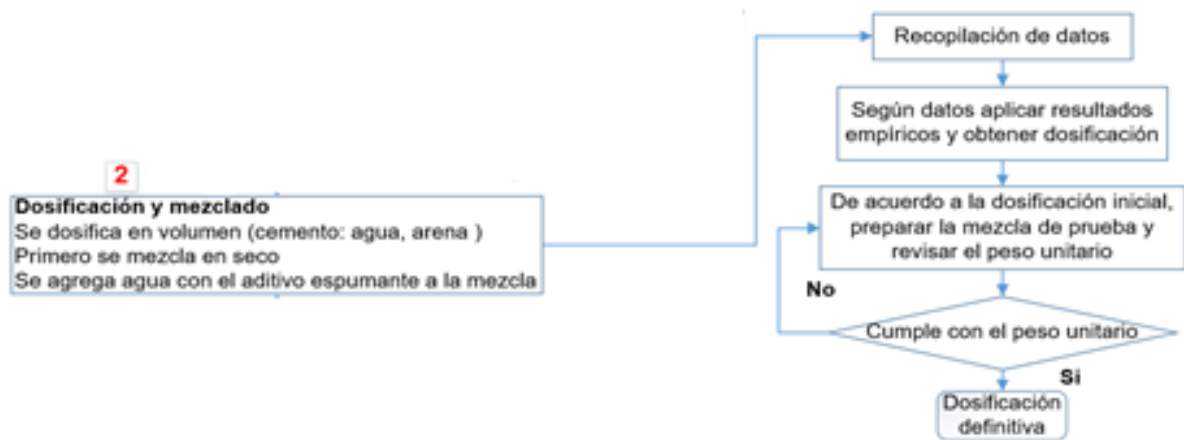 2
Dosificación y mezclado
Se dosifica en volumen (cemento: agua, arena )
Primero se mezcla en seco
Se agrega agua con el aditivo espumante a la mezcla
Recopilación de datos
Según datos aplicar resultados
empíricos y obtener dosificación
De acuerdo a la dosificación inicial,
preparar la mezcla de prueba y
revisar el peso unitario
No
Cumple con el peso unitario
Si
Dosificación
definitiva